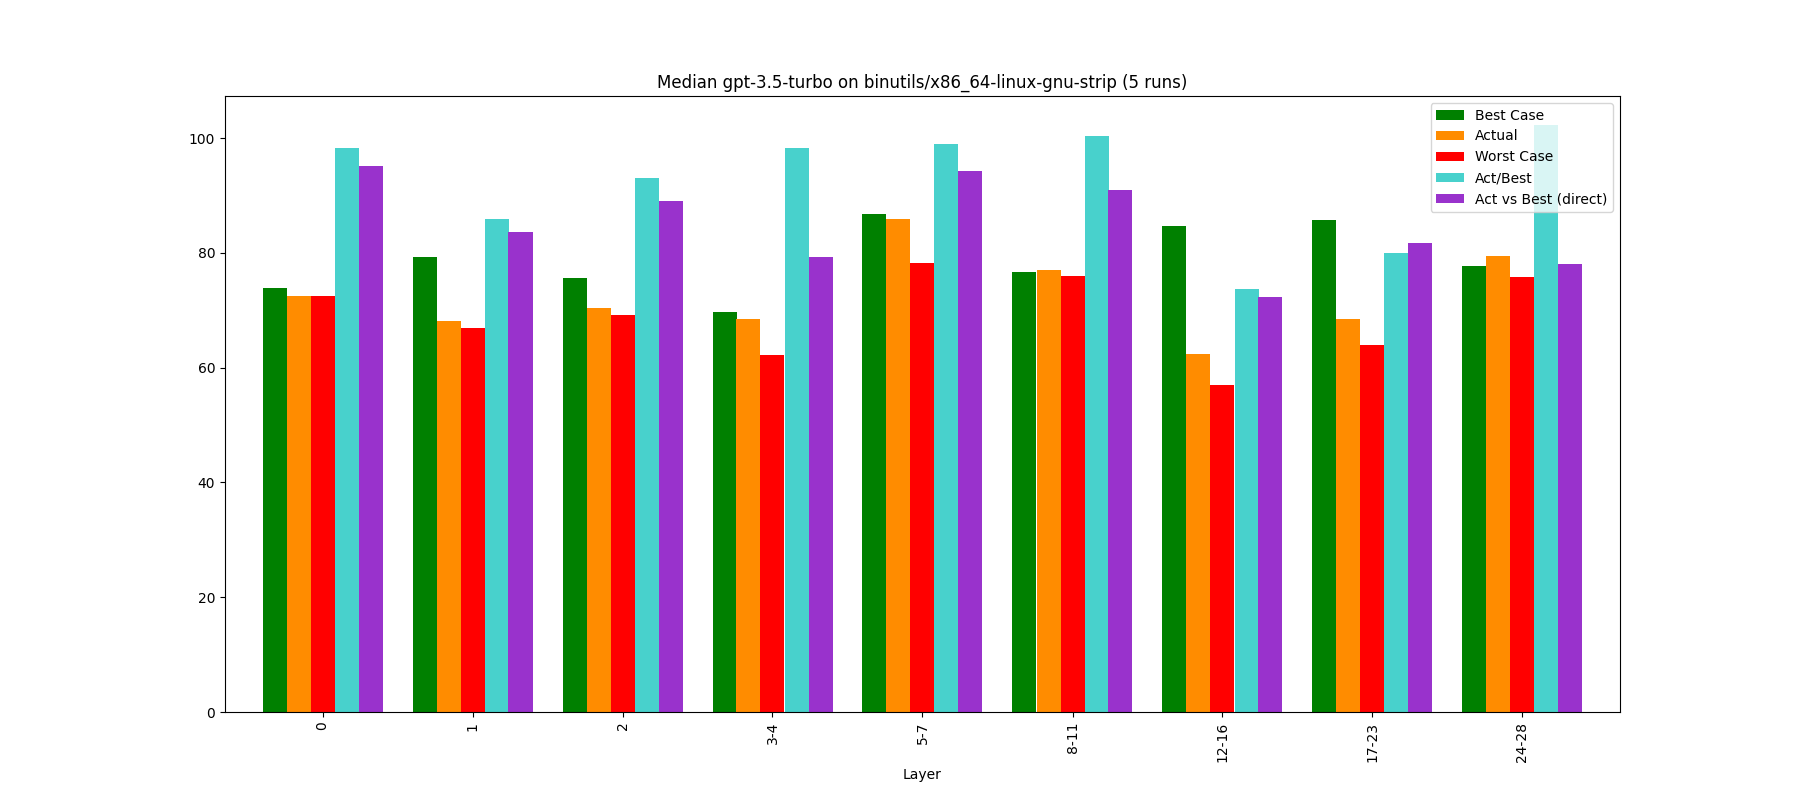 Median gpt-3.5-turbo on binutils/x86_64-linux-gnu-strip (5 runs)
100
80
60
40
20
0
Best Case
Actual
Worst Case
Act/Best
Act vs Best (direct)
0
1
2
3-4
5-7
8-11
12-16
17-23
24-28
Layer